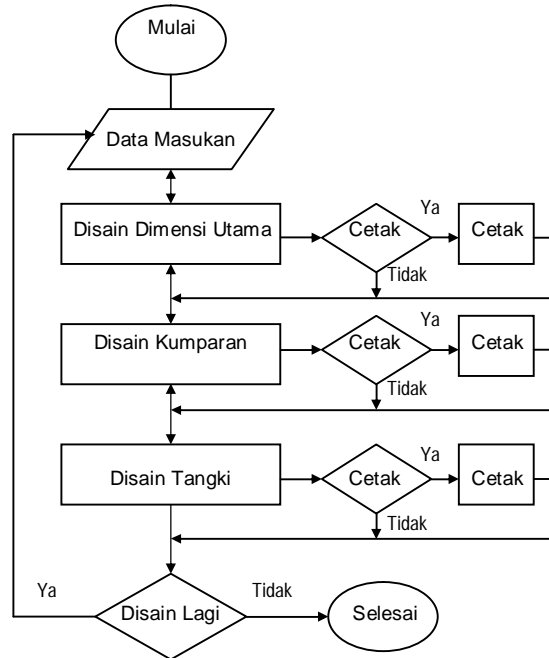 Mulai
Data Masukan
Disain Dimensi Utama
Cetak
Ya
Cetak
Tidak
Disain Kumparan
Cetak
Ya
Cetak
Tidak
Disain Tangki
Cetak
Ya
Cetak
Tidak
Ya
Disain Lagi
Tidak
Selesai